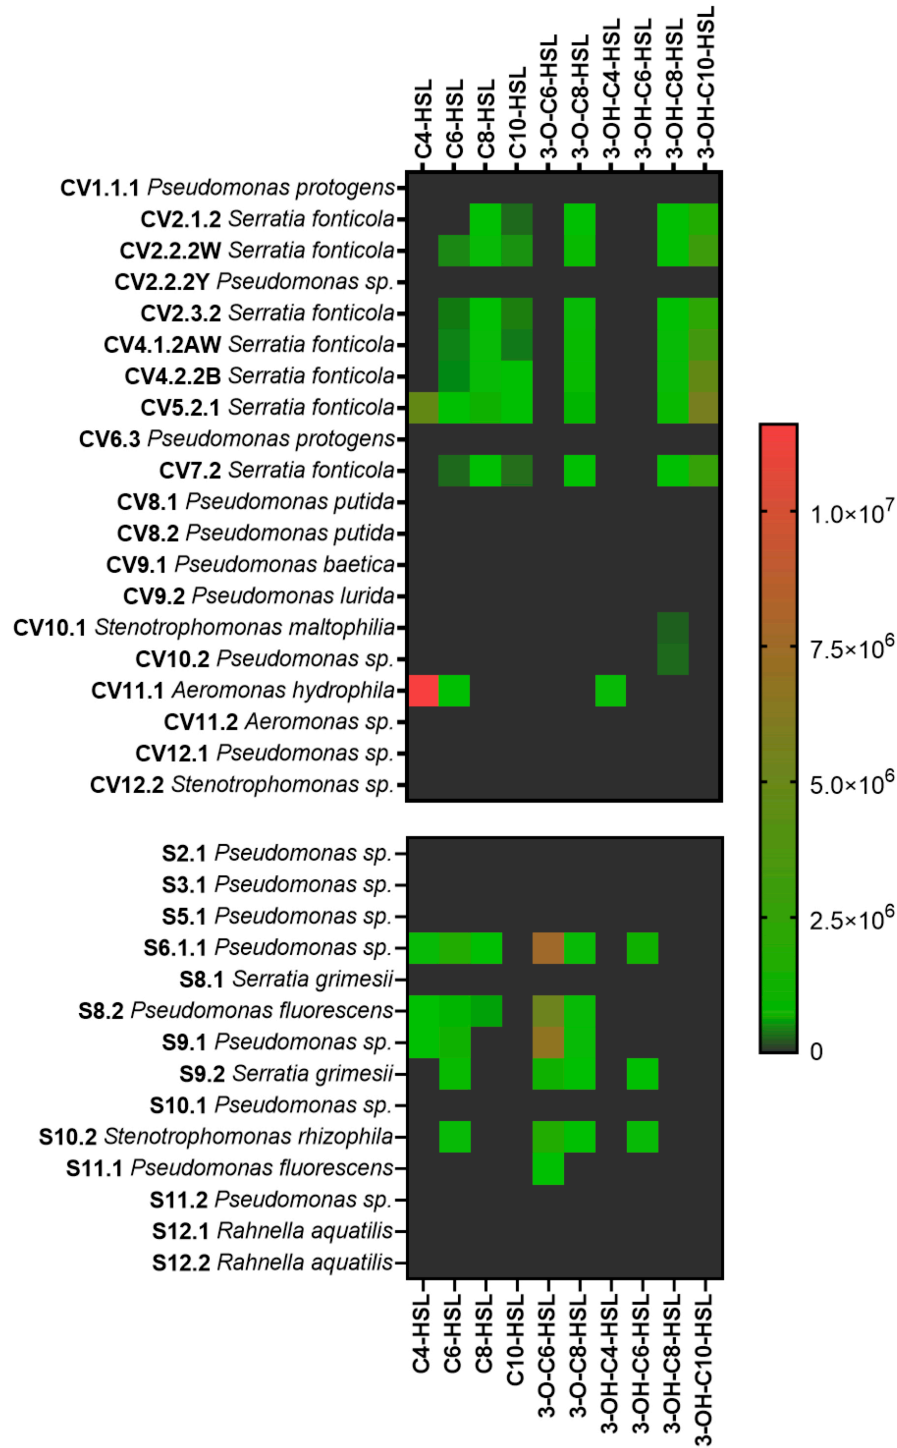 C4-HSL
C6-HSL
C8-HSL
C10-HSL
3-O-C6-HSL
3-O-C8-HSL
3-OH-C4-HSL
3-OH-C6-HSL
3-OH-C8-HSL
3-OH-C10-HSL
CV1.1.1 Pseudomonas protogens
CV2.1.2 Serratia fonticola
CV2.2.2W Serratia fonticola
CV2.2.2Y Pseudomonas sp.
CV2.3.2 Serratia fonticola
CV4.1.2AW Serratia fonticola
CV4.2.2B Serratia fonticola
CV5.2.1 Serratia fonticola
CV6.3 Pseudomonas protogens
CV7.2 Serratia fonticola
CV8.1 Pseudomonas putida
CV8.2 Pseudomonas putida
CV9.1 Pseudomonas baetica
CV9.2 Pseudomonas lurida
CV10.1 Stenotrophomonas maltophilia
CV10.2 Pseudomonas sp.
CV11.1 Aeromonas hydrophila
CV11.2 Aeromonas sp.
CV12.1 Pseudomonas sp.
CV12.2 Stenotrophomonas sp.
1.0×10⁷
7.5×10⁶
5.0×10⁶
2.5×10⁶
0
S2.1 Pseudomonas sp.
S3.1 Pseudomonas sp.
S5.1 Pseudomonas sp.
S6.1.1 Pseudomonas sp.
S8.1 Serratia grimesii
S8.2 Pseudomonas fluorescens
S9.1 Pseudomonas sp.
S9.2 Serratia grimesii
S10.1 Pseudomonas sp.
S10.2 Stenotrophomonas rhizophila
S11.1 Pseudomonas fluorescens
S11.2 Pseudomonas sp.
S12.1 Rahnella aquatilis
S12.2 Rahnella aquatilis
C4-HSL
C6-HSL
C8-HSL
C10-HSL
3-O-C6-HSL
3-O-C8-HSL
3-OH-C4-HSL
3-OH-C6-HSL
3-OH-C8-HSL
3-OH-C10-HSL